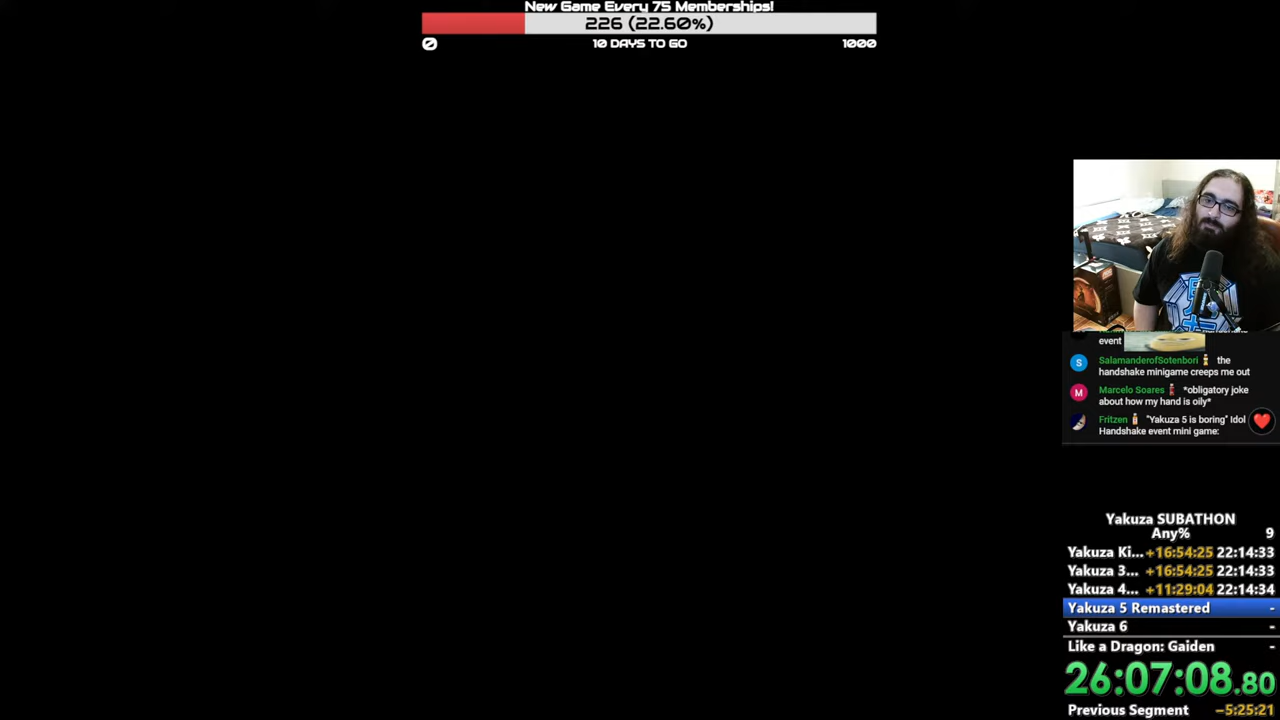 New Game Every 75 Memberships!
226 (22.60%)
0 10 DAYS TO GO 1000
event
S SalamanderofSotenbori the
handshake minigame creeps me out
M Marcelo Soares *obligatory joke
about how my hand is oily*
Fritzen "Yakuza 5 is boring" Idol
Handshake event mini game:
Yakuza SUBATHON
Any% 9
Yakuza Ki... +16:54:25 22:14:33
Yakuza 3... +16:54:25 22:14:33
Yakuza 4... +11:29:04 22:14:34
Yakuza 5 Remastered -
Yakuza 6 -
Like a Dragon: Gaiden -
26:07:08.80
Previous Segment -5:25:21